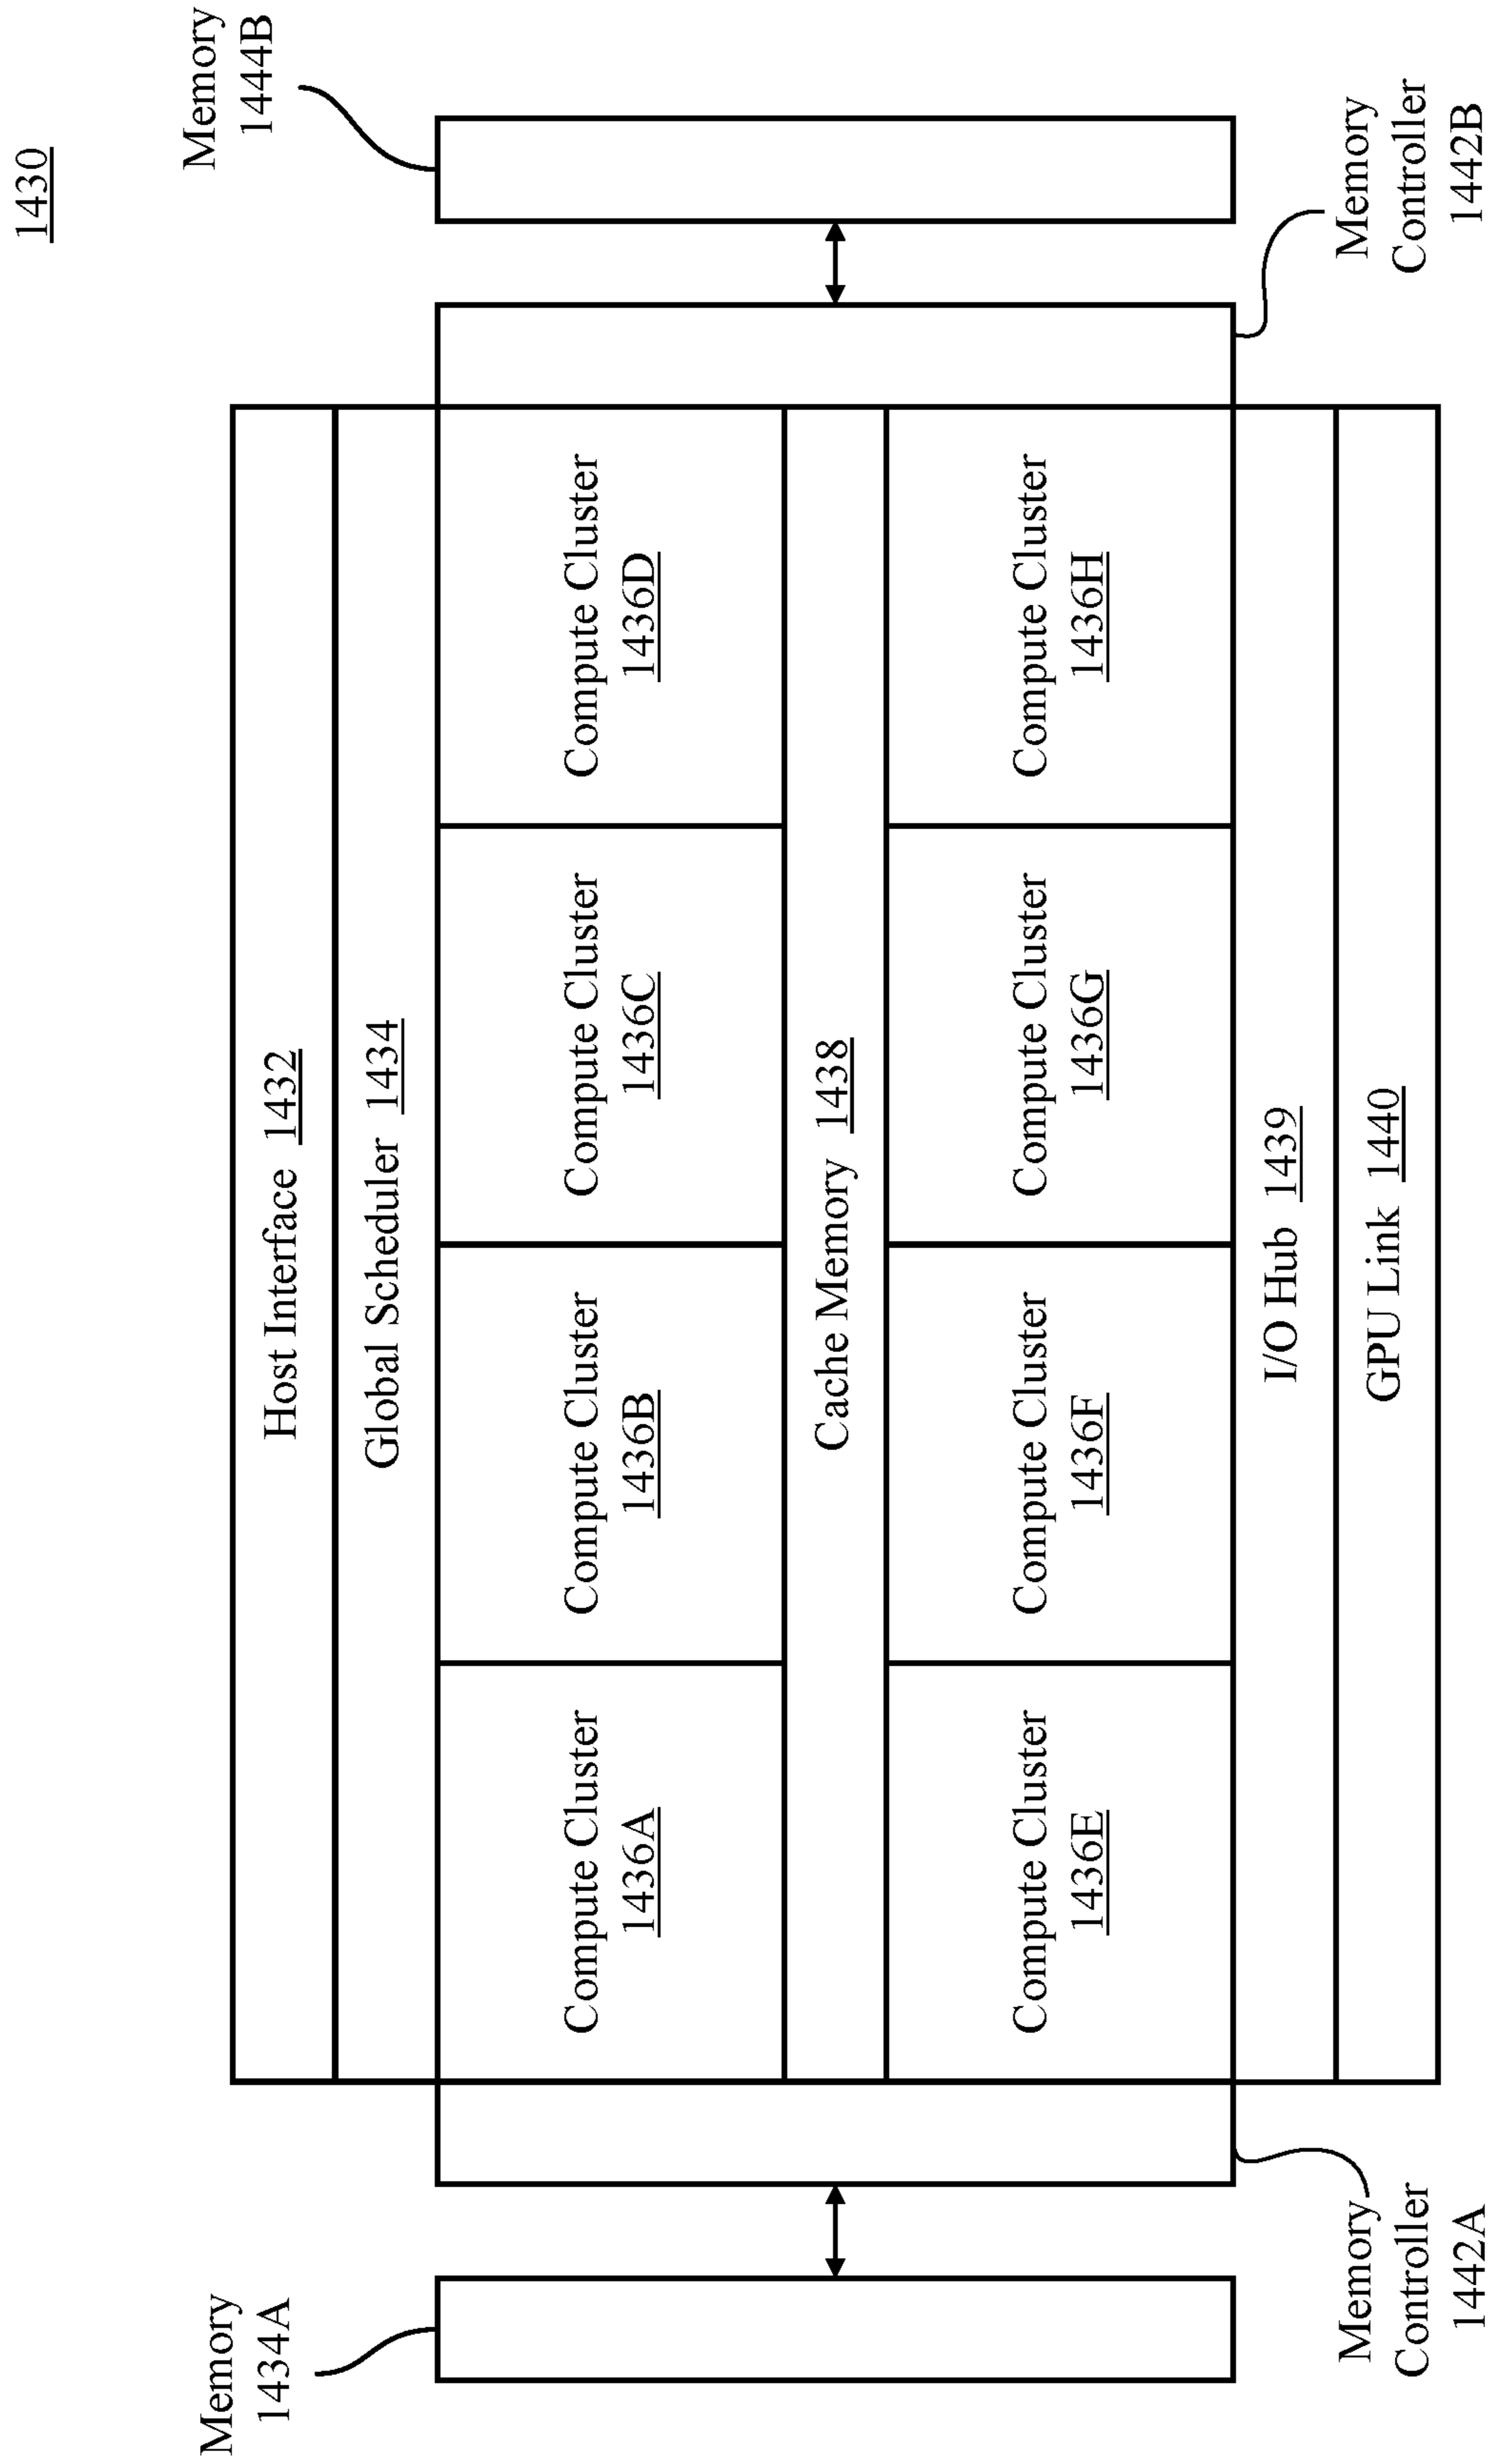 1430
Memory
1434A
Memory
1444B
Host Interface 1432
Global Scheduler 1434
Compute Cluster
1436A
Compute Cluster
1436B
Compute Cluster
1436C
Compute Cluster
1436D
Cache Memory 1438
Compute Cluster
1436E
Compute Cluster
1436F
Compute Cluster
1436G
Compute Cluster
1436H
I/O Hub 1439
GPU Link 1440
Memory
Controller
1442A
Memory
Controller
1442B